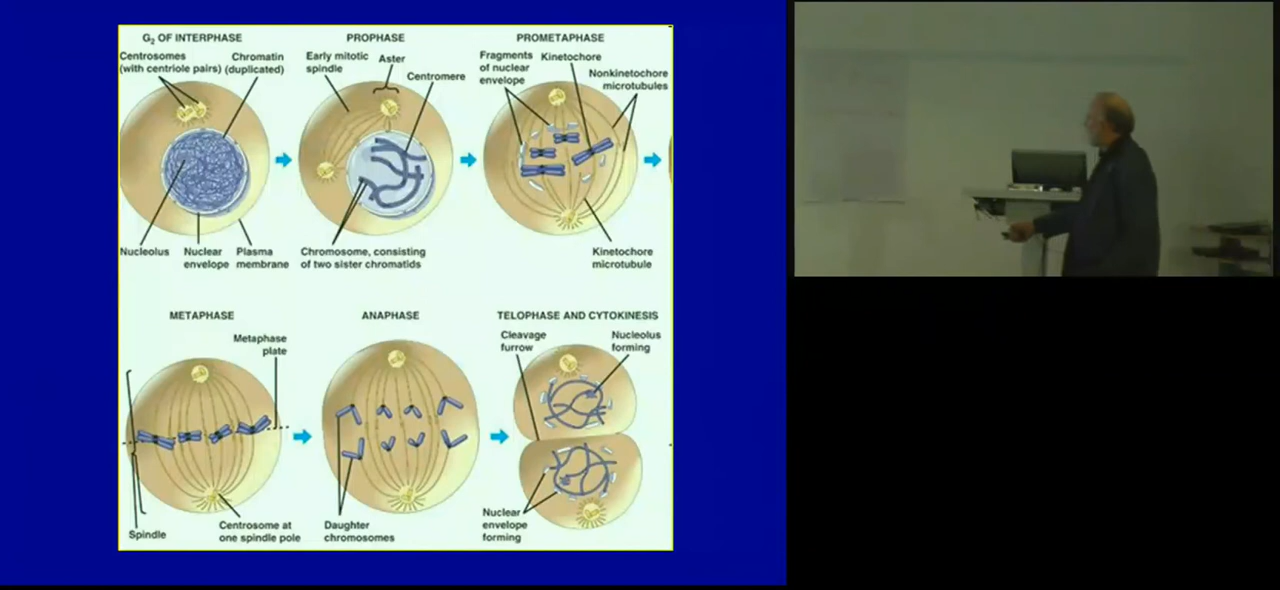 G₂ OF INTERPHASE
Centrosomes
(with centriole pairs)
Chromatin
(duplicated)
Nucleolus
Nuclear
envelope
Plasma
membrane
PROPHASE
Early mitotic
spindle
Aster
Centromere
Chromosome, consisting
of two sister chromatids
PROMETAPHASE
Fragments
of nuclear
envelope
Kinetochore
Nonkinetochore
microtubules
Kinetochore
microtubule
METAPHASE
Metaphase
plate
Spindle
Centrosome at
one spindle pole
ANAPHASE
Daughter
chromosomes
TELOPHASE AND CYTOKINESIS
Cleavage
furrow
Nucleolus
forming
Nuclear
envelope
forming